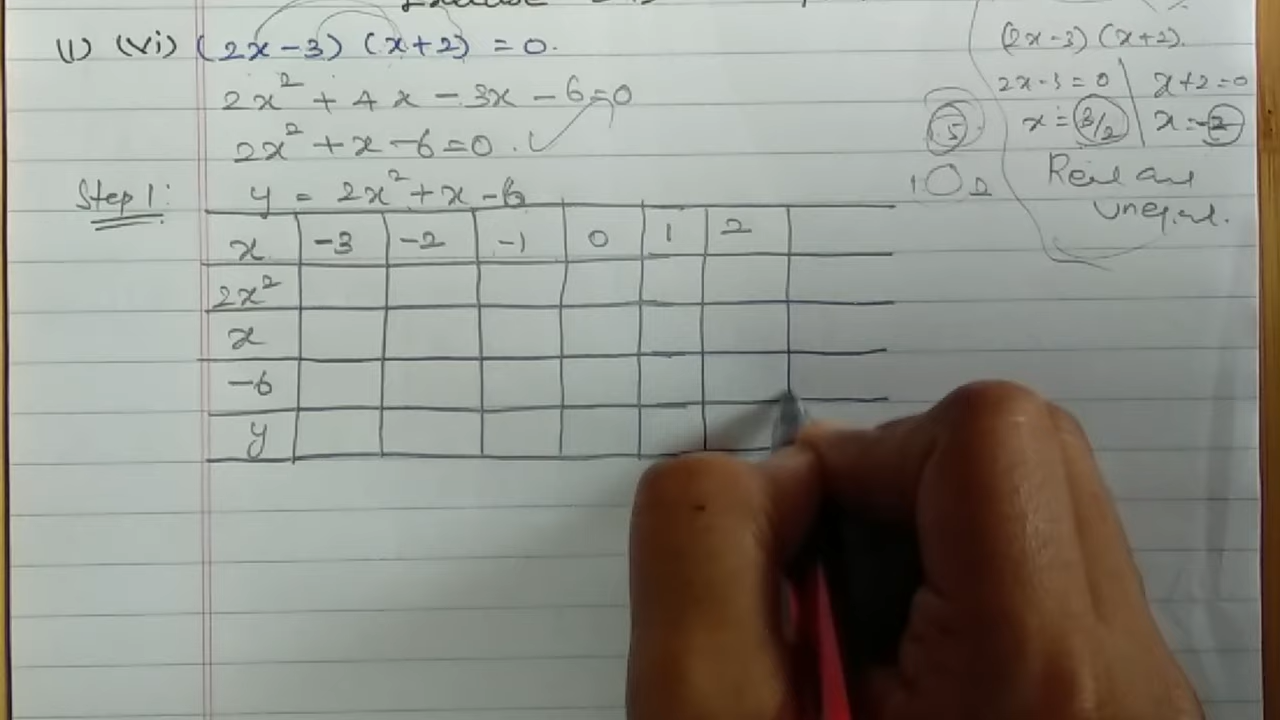 (1) (vi) (2x-3) (x+2) = 0.
2x² + 4x - 3x - 6 = 0
2x² + x - 6 = 0.
Step 1: y = 2x² + x - 6
x -3 -2 -1 0 1 2
2x²
x
-6
y
(2x-3) (x+2).
2x-3=0 x+2=0
x = 3/2 x = -2
Real and
unequal.
.5
1 0 2